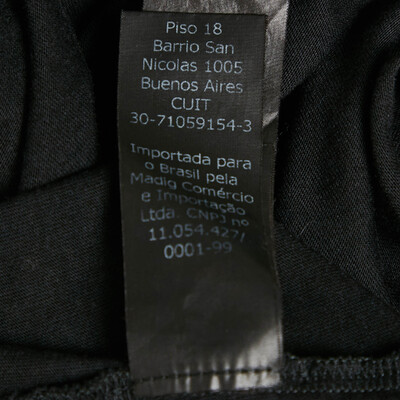 Piso 18
Barrio San
Nicolas 1005
Buenos Aires
CUIT
30-71059154-3
Importada para
o Brasil pela
Madig Comércio
e Importação
Ltda. CNPJ no
11.054.427/
0001-99